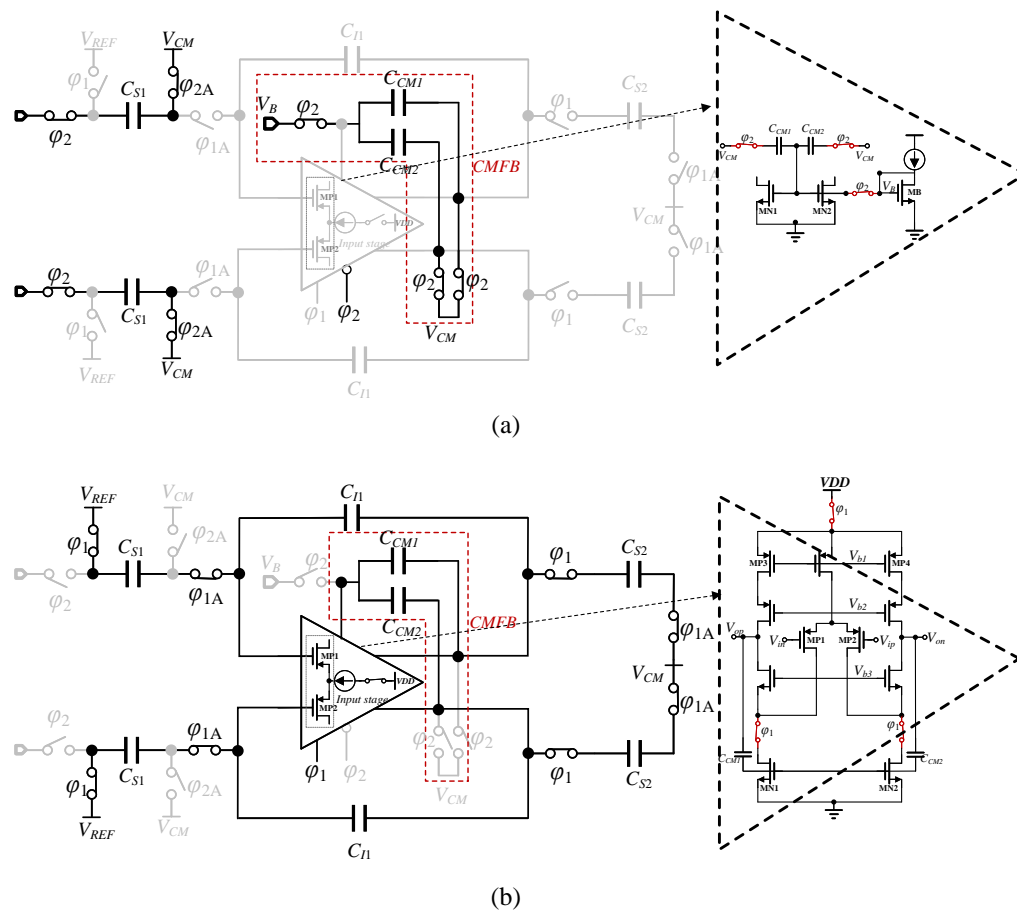 V_REF V_CM C_I1
φ_1 C_S1 φ_2A C_CM1 φ_1 C_S2
V_B φ_2
φ_2 φ_1A C_CM2 CMFB φ_1A
C_CM1 C_CM2
φ_2 φ_2
V_CM V_CM
MP1 VDD V_CM
φ_2 V_B MB
MN1 MN2
Input stage
MP2 φ_1A
φ_2 φ_1A φ_2 φ_2
C_S1 φ_1 φ_2 φ_1 C_S2
φ_1 φ_2A V_CM
V_REF V_CM C_I1
(a)
V_REF V_CM C_I1 VDD
φ_1
φ_1 C_S1 φ_2A C_CM1 φ_1 C_S2
V_B φ_2
MP3 V_b1 MP4
φ_2 φ_1A C_CM2 CMFB φ_1A
V_b2
V_op V_in MP1 MP2 V_ip V_on
MP1 VDD V_CM
Input stage V_b3
MP2 φ_1A
φ_2 φ_1A φ_2 φ_2 φ_1 φ_1
C_S1 φ_1 φ_2 φ_1 C_S2 C_CM1 C_CM2
φ_1 φ_2A V_CM MN1 MN2
V_REF V_CM C_I1
(b)